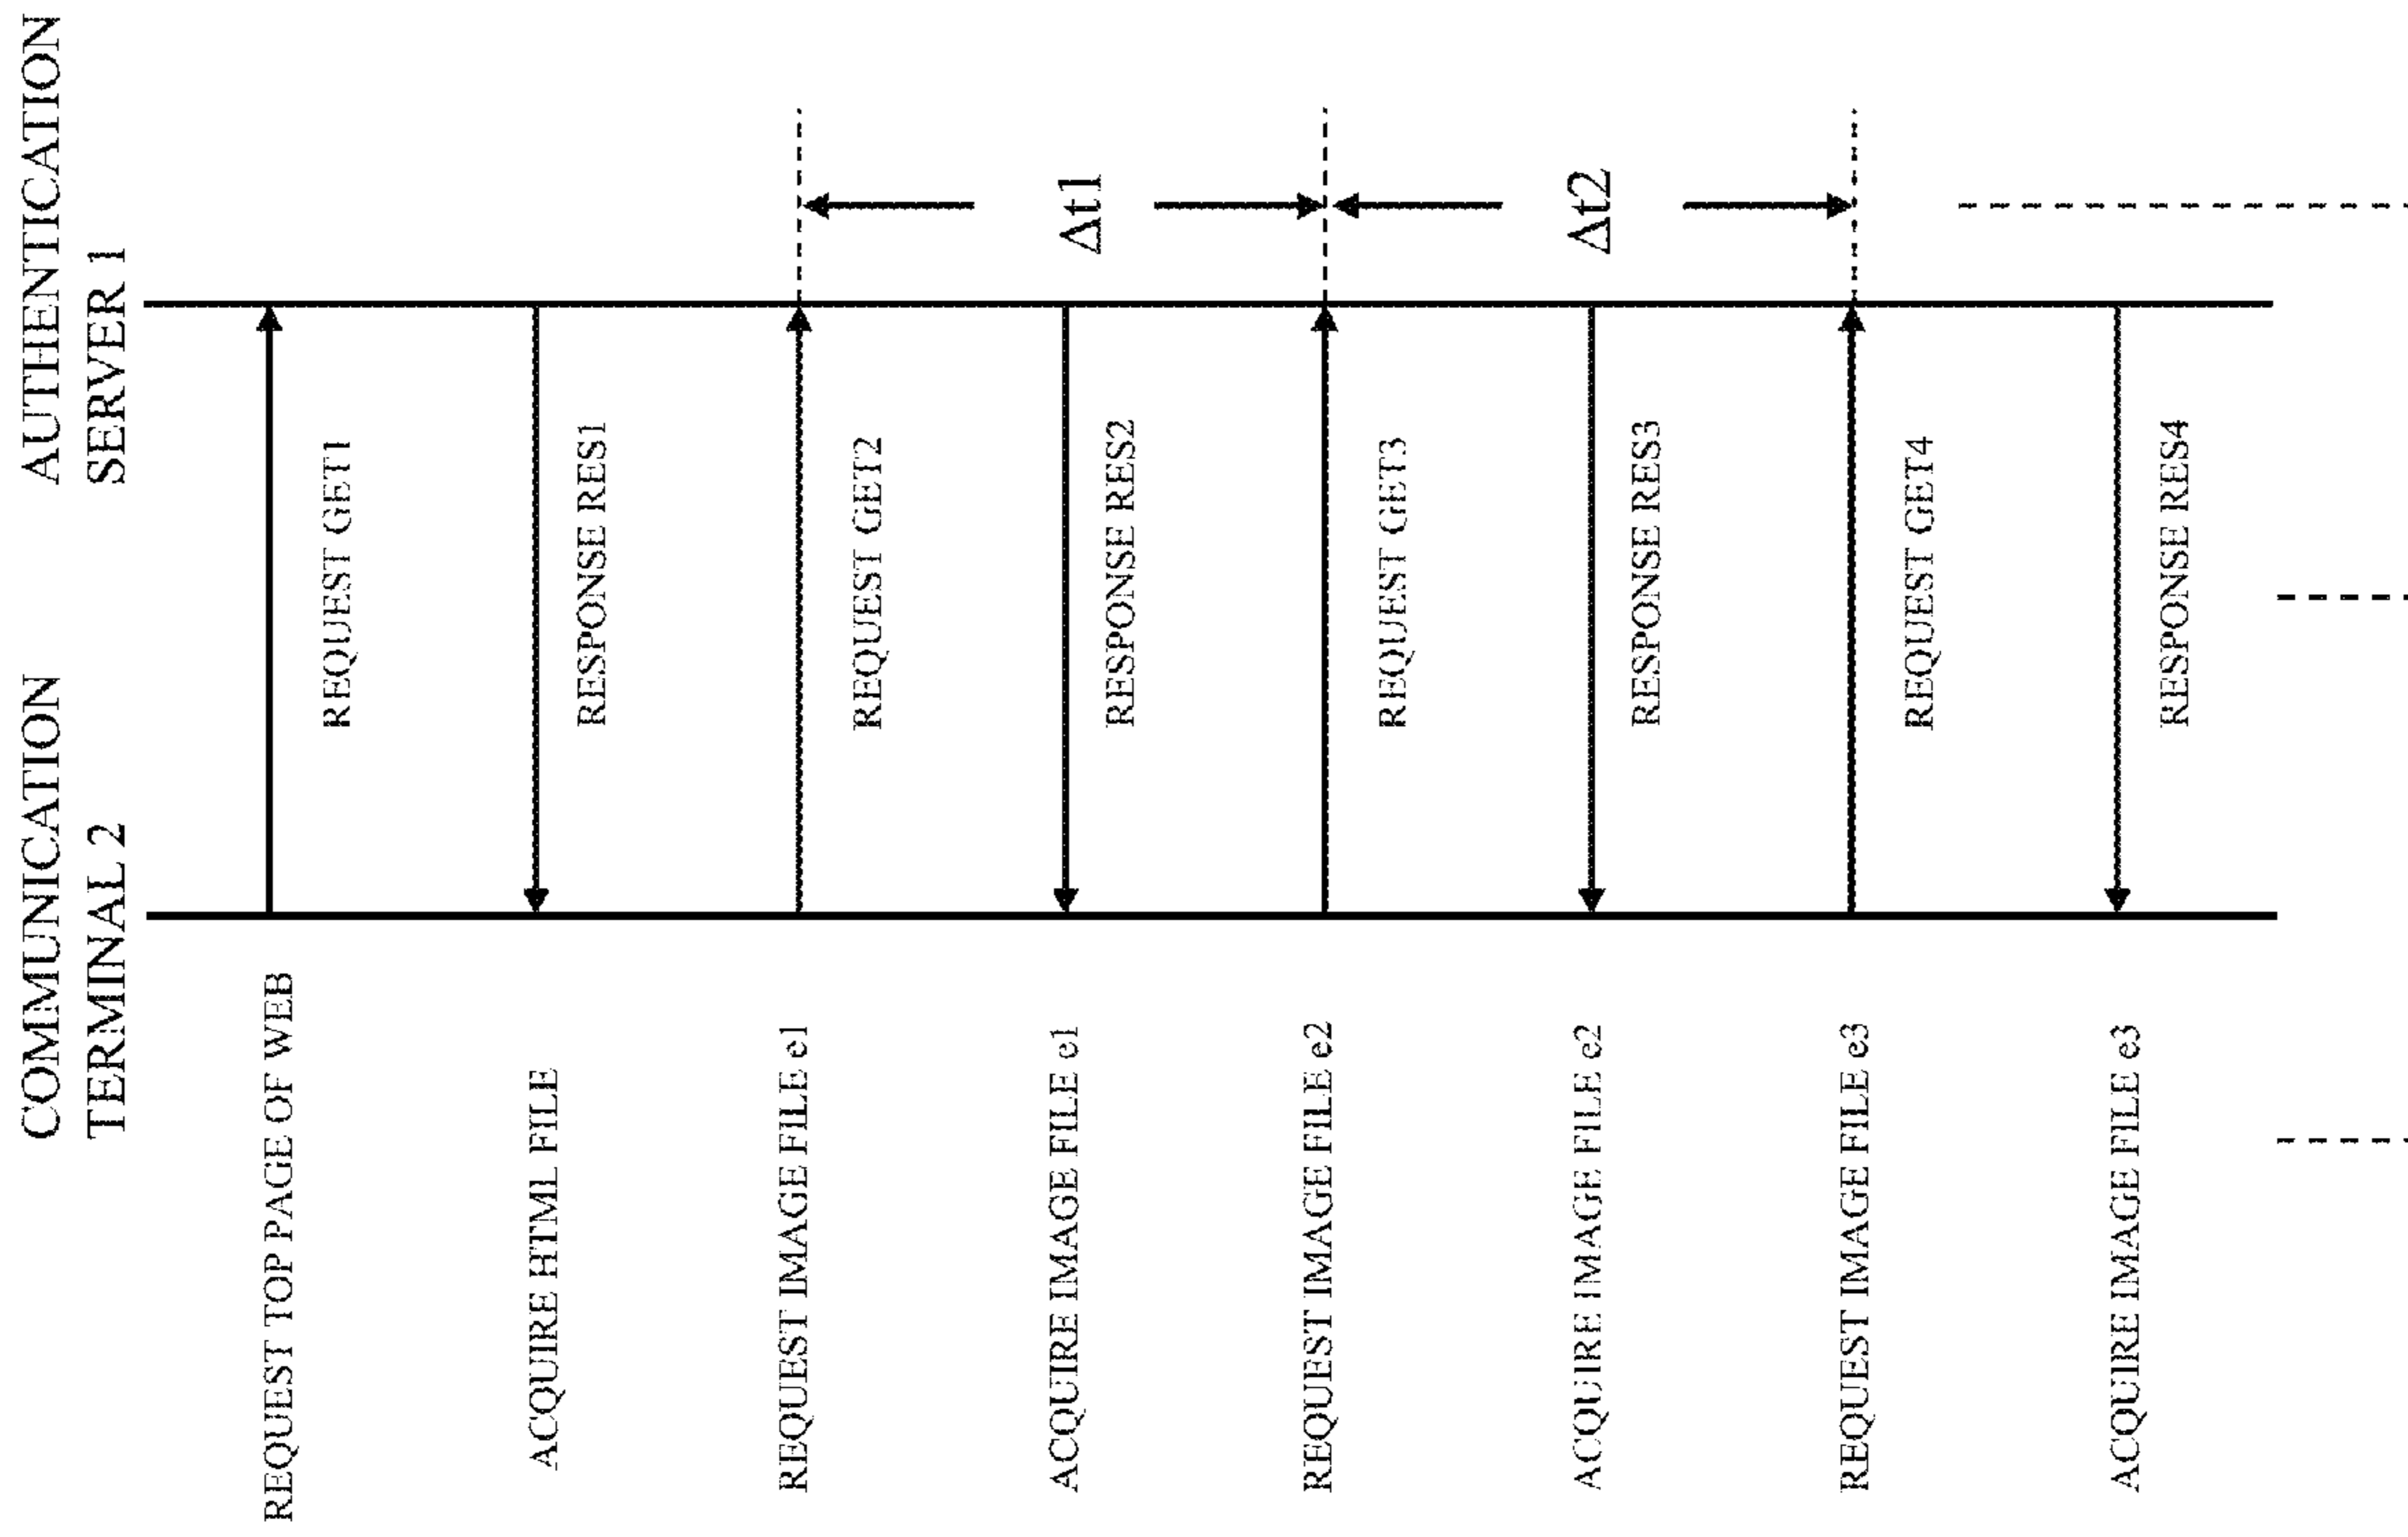 COMMUNICATION
TERMINAL 2
AUTHENTICATION
SERVER 1
REQUEST TOP PAGE OF WEB
REQUEST GET1
ACQUIRE HTML FILE
RESPONSE RES1
REQUEST IMAGE FILE e1
REQUEST GET2
ACQUIRE IMAGE FILE e1
RESPONSE RES2
Δt1
REQUEST IMAGE FILE e2
REQUEST GET3
ACQUIRE IMAGE FILE e2
RESPONSE RES3
Δt2
REQUEST IMAGE FILE e3
REQUEST GET4
ACQUIRE IMAGE FILE e3
RESPONSE RES4